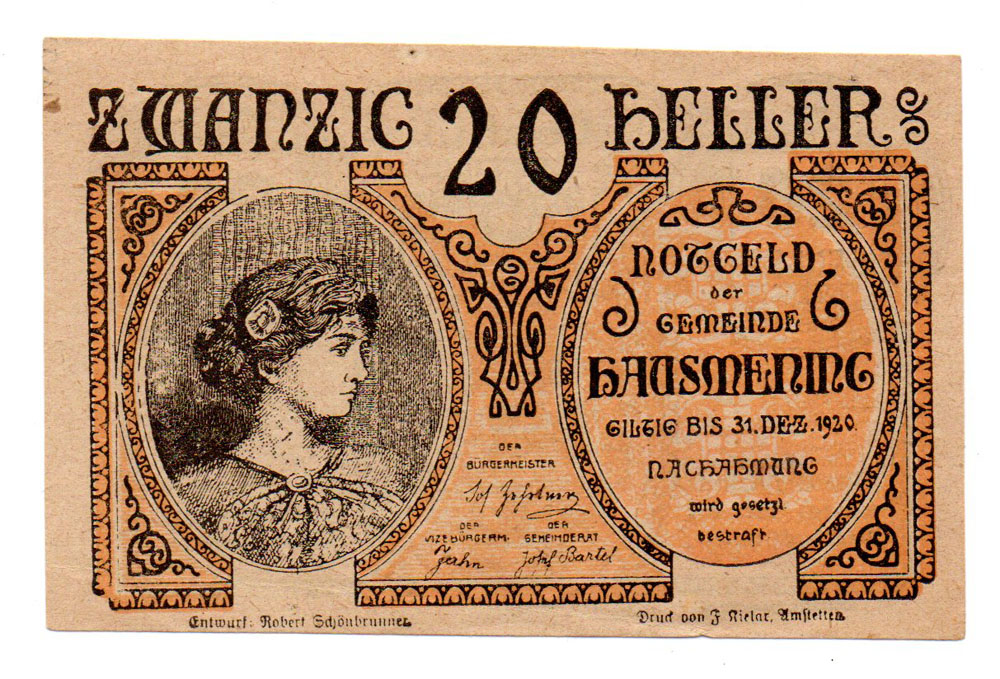 ZWANZIG 20 HELLER
NOTGELD
der
GEMEINDE
HAUSMENING
GILTIG BIS 31. DEZ. 1920.
NACHAHMUNG
wird gesetzl.
bestraft
DER
BÜRGERMEISTER
DER DER
VIZEBÜRGERM. GEMEINDERAT
Zahn Josef Bartel
Entwurf: Robert Schönbrunner
Druck von F Kielar, Amstetten